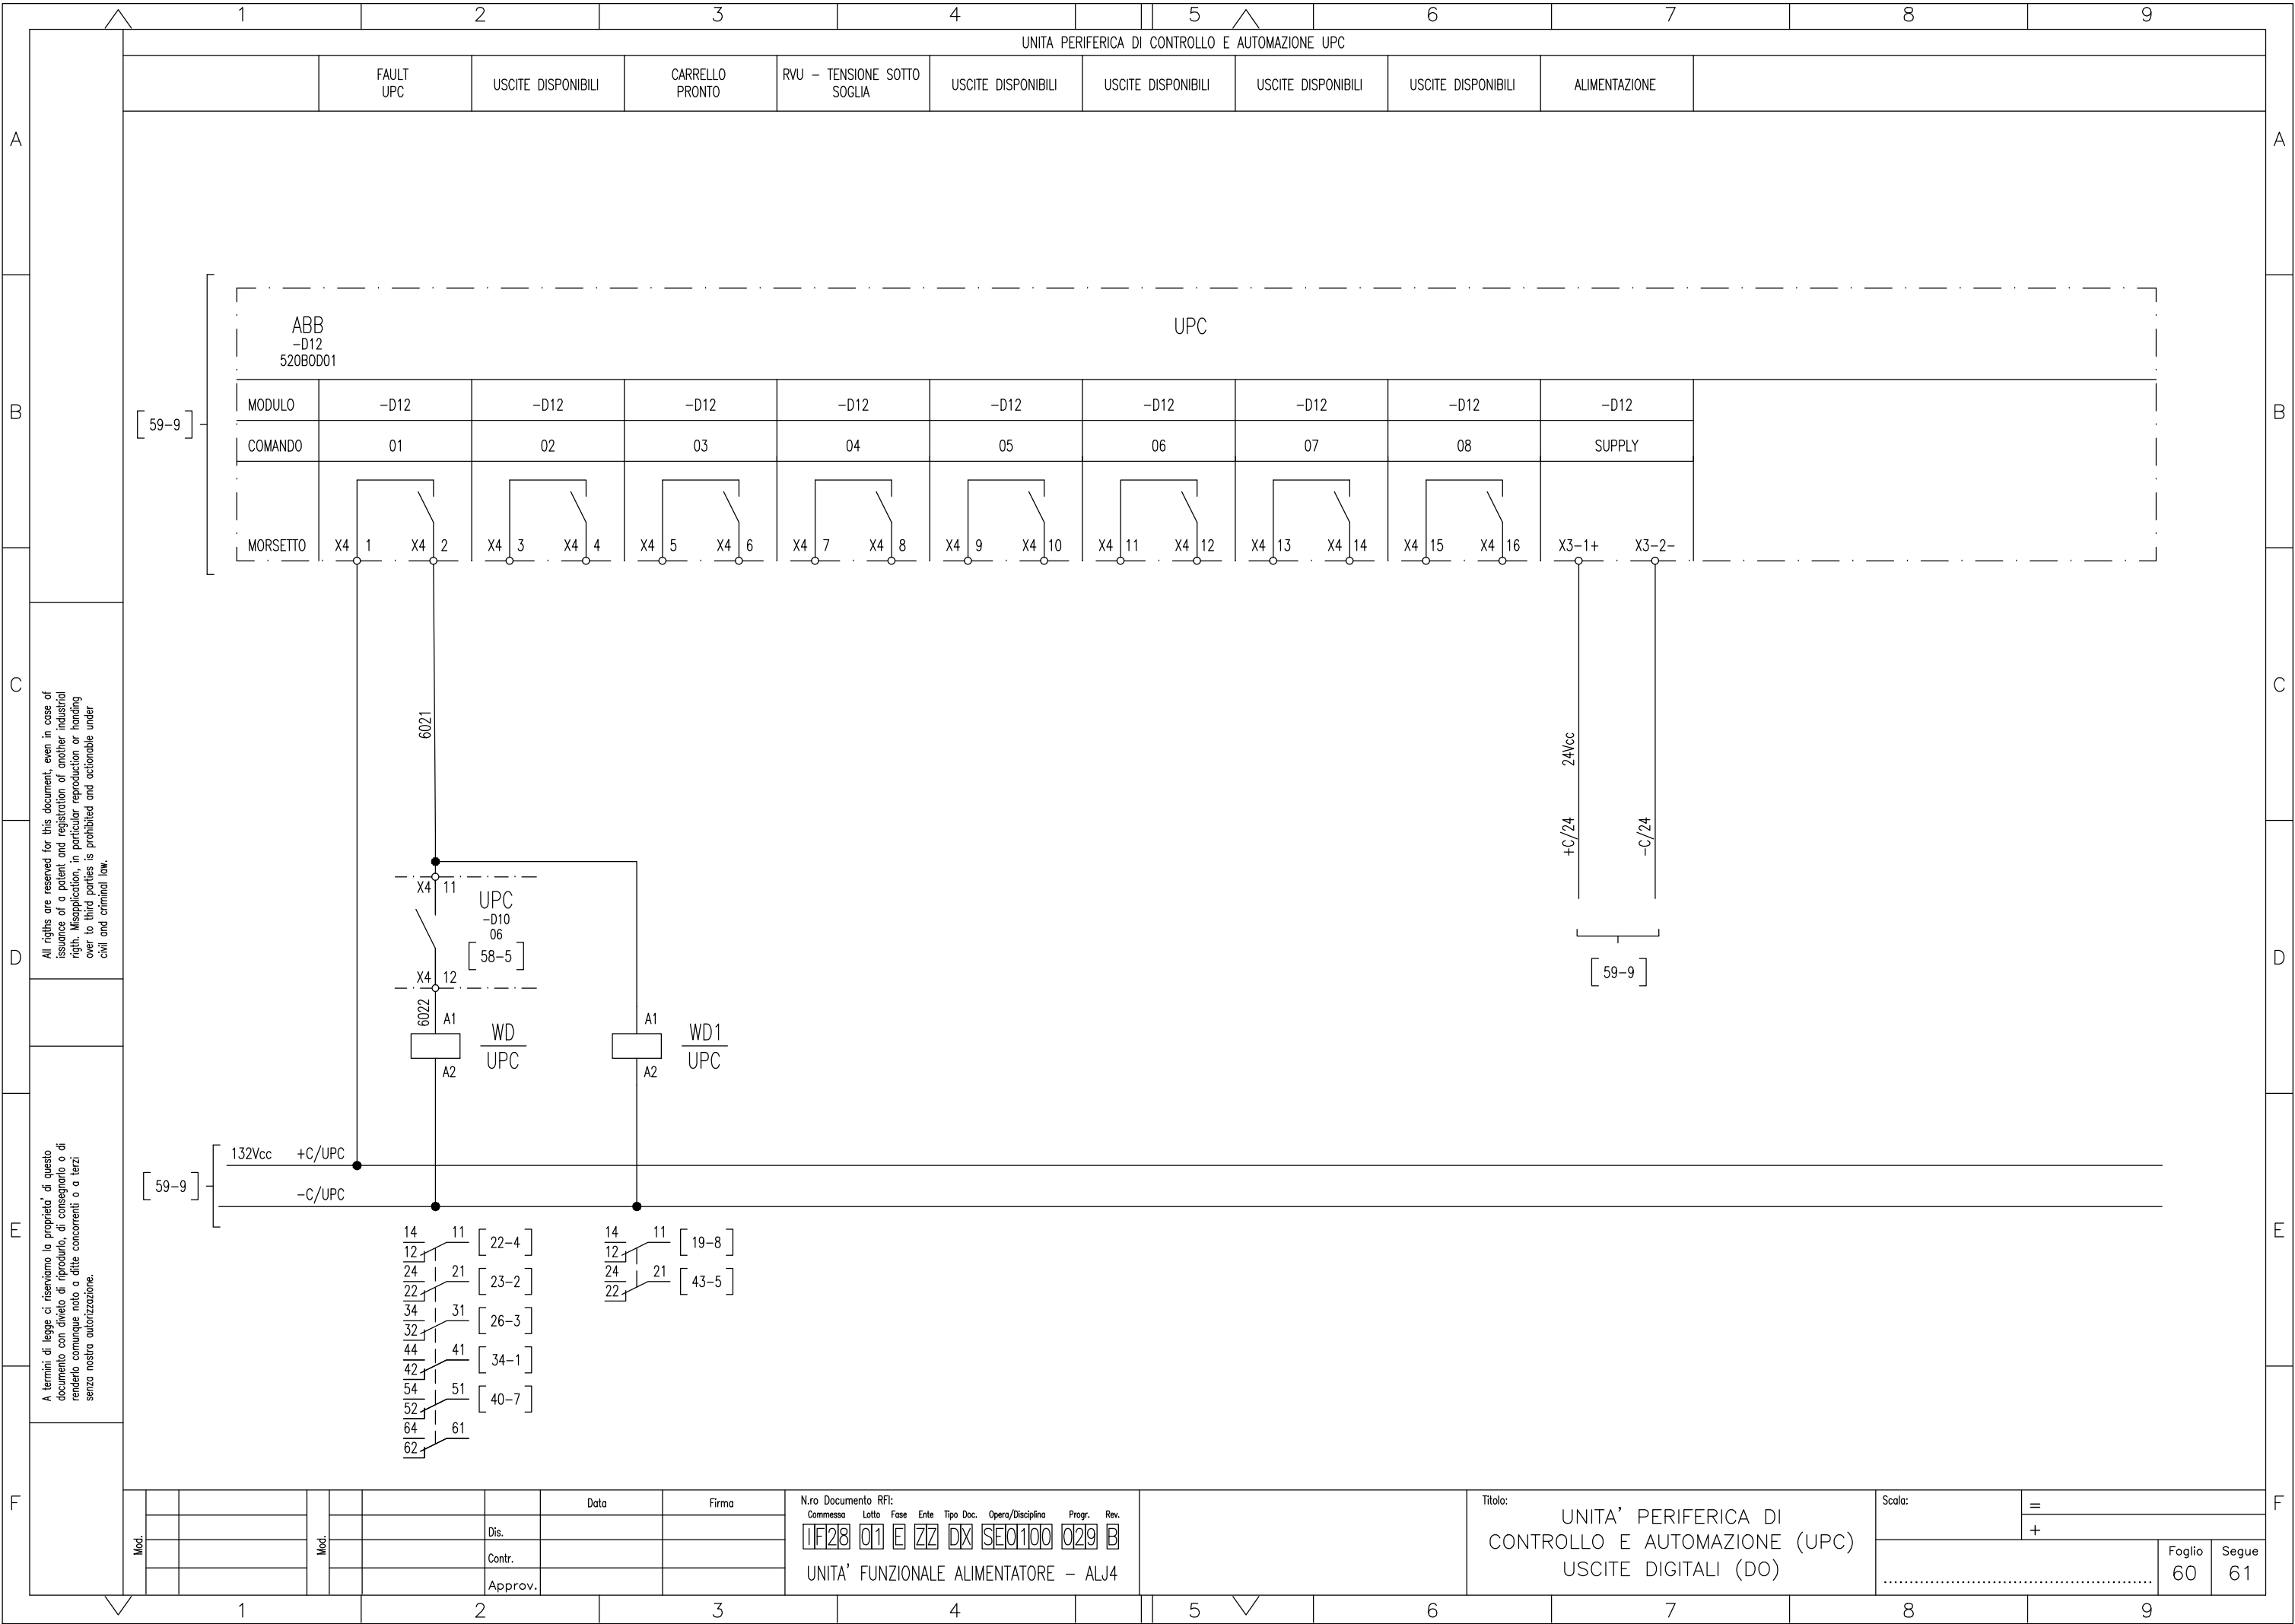 1 2 3 4 5 6 7 8 9
UNITA PERIFERICA DI CONTROLLO E AUTOMAZIONE UPC
FAULT
UPC
USCITE DISPONIBILI
CARRELLO
PRONTO
RVU - TENSIONE SOTTO
SOGLIA
USCITE DISPONIBILI
USCITE DISPONIBILI
USCITE DISPONIBILI
USCITE DISPONIBILI
ALIMENTAZIONE
A A
ABB
-D12
520BOD01
UPC
B B
59-9
MODULO -D12 -D12 -D12 -D12 -D12 -D12 -D12 -D12 -D12
COMANDO 01 02 03 04 05 06 07 08 SUPPLY
MORSETTO X4 1 X4 2 X4 3 X4 4 X4 5 X4 6 X4 7 X4 8 X4 9 X4 10 X4 11 X4 12 X4 13 X4 14 X4 15 X4 16 X3-1+ X3-2-
C C
6021
24Vcc
+C/24
-C/24
59-9
X4 11
UPC
-D10
06
58-5
X4 12
D D
6022
A1
WD
UPC
A2
A1
WD1
UPC
A2
132Vcc +C/UPC
59-9
-C/UPC
E E
14 11 22-4
12
24 21 23-2
22
34 31 26-3
32
44 41 34-1
42
54 51 40-7
52
64 61
62
14 11 19-8
12
24 21 43-5
22
All rigths are reserved for this document, even in case of
issuance of a patent and registration of another industrial
rigth. Misapplication, in particular reproduction or handing
over to third parties is prohibited and actionable under
civil and criminal law.
A termini di legge ci riserviamo la proprieta' di questo
documento con divieto di riprodurlo, di consegnarlo o di
renderlo comunque noto a ditte concorrenti o a terzi
senza nostra autorizzazione.
F F
Mod.
Mod.
Data Firma
Dis.
Contr.
Approv.
N.ro Documento RFI:
Commessa Lotto Fase Ente Tipo Doc. Opera/Disciplina Progr. Rev.
IF28 01 E ZZ DX SE0100 029 B
UNITA' FUNZIONALE ALIMENTATORE - ALJ4
Titolo:
UNITA' PERIFERICA DI
CONTROLLO E AUTOMAZIONE (UPC)
USCITE DIGITALI (DO)
Scala:
=
+
Foglio
60
Segue
61
1 2 3 4 5 6 7 8 9